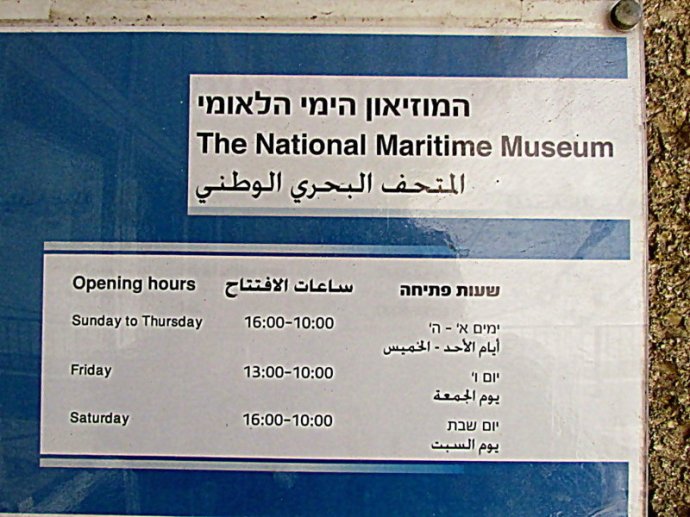 המוזיאון הימי הלאומי
The National Maritime Museum
المتحف البحري الوطني
Opening hours ساعات الافتتاح שעות פתיחה
Sunday to Thursday 16:00-10:00 ימים א' - ה'
أيام الأحد - الخميس
Friday 13:00-10:00 יום ו'
يوم الجمعة
Saturday 16:00-10:00 יום שבת
يوم السبت